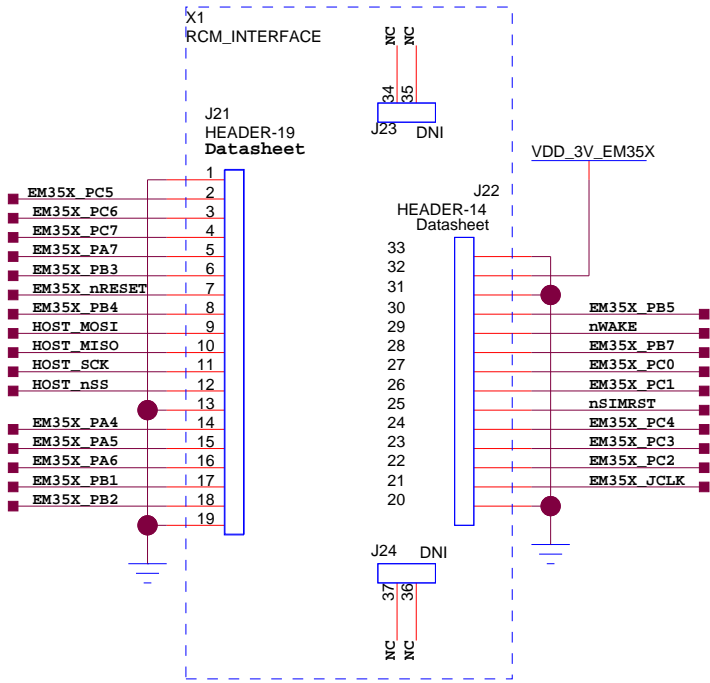 X1
RCM_INTERFACE
NC NC
34 35
J23 DNI
J21
HEADER-19
Datasheet
VDD_3V_EM35X
J22
HEADER-14
Datasheet
1
EM35X_PC5 2
EM35X_PC6 3
EM35X_PC7 4
EM35X_PA7 5
EM35X_PB3 6
EM35X_nRESET 7
EM35X_PB4 8
HOST_MOSI 9
HOST_MISO 10
HOST_SCK 11
HOST_nSS 12
13
EM35X_PA4 14
EM35X_PA5 15
EM35X_PA6 16
EM35X_PB1 17
EM35X_PB2 18
19
33
32
31
30 EM35X_PB5
29 nWAKE
28 EM35X_PB7
27 EM35X_PC0
26 EM35X_PC1
25 nSIMRST
24 EM35X_PC4
23 EM35X_PC3
22 EM35X_PC2
21 EM35X_JCLK
20
J24 DNI
37 36
NC NC